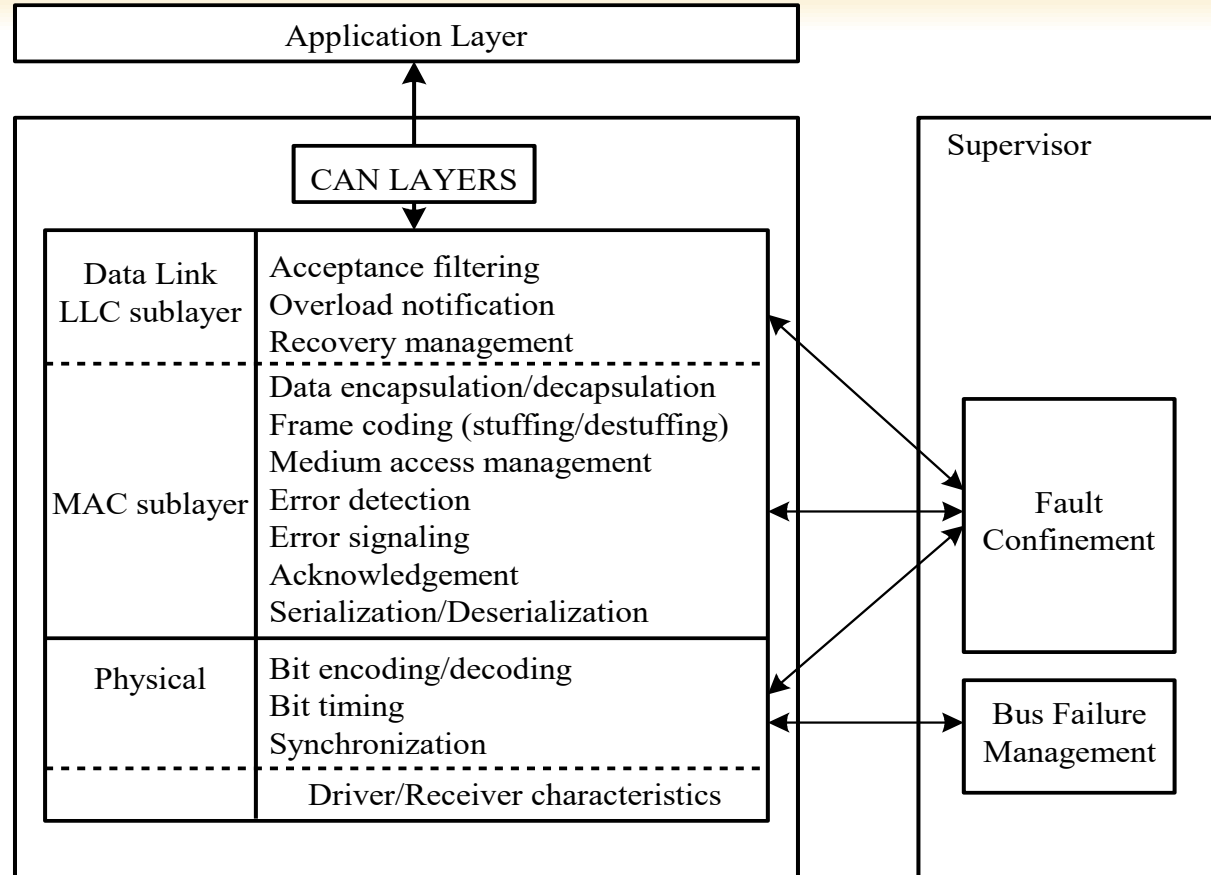 Application Layer
CAN LAYERS
Supervisor
Data Link
LLC sublayer
Acceptance filtering
Overload notification
Recovery management
MAC sublayer
Data encapsulation/decapsulation
Frame coding (stuffing/destuffing)
Medium access management
Error detection
Error signaling
Acknowledgement
Serialization/Deserialization
Physical
Bit encoding/decoding
Bit timing
Synchronization
Driver/Receiver characteristics
Fault
Confinement
Bus Failure
Management